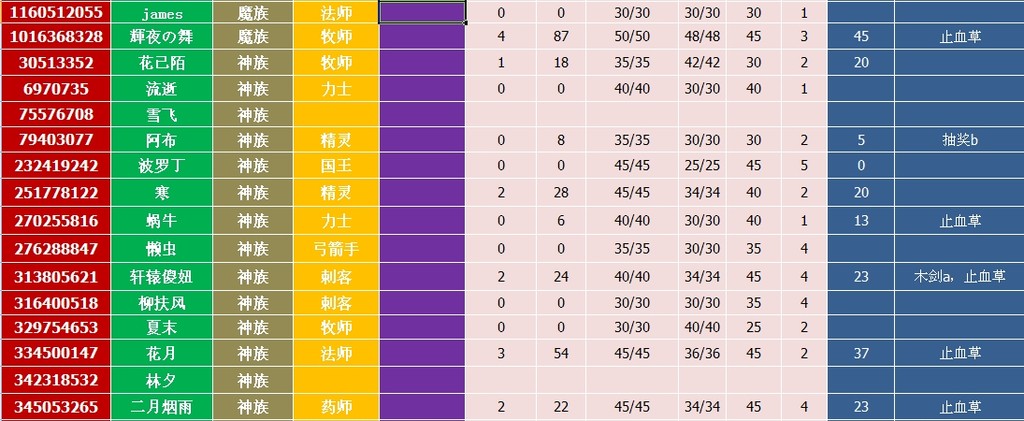 1160512055 james 魔族 法师 0 0 30/30 30/30 30 1
1016368328 輝夜の舞 魔族 牧师 4 87 50/50 48/48 45 3 45 止血草
30513352 花己陌 神族 牧师 1 18 35/35 42/42 30 2 20
6970735 流逝 神族 力士 0 0 40/40 30/30 40 1
75576708 雪飞 神族
79403077 阿布 神族 精灵 0 8 35/35 30/30 30 2 5 抽奖b
232419242 波罗丁 神族 国王 0 0 45/45 25/25 45 5 0
251778122 寒 神族 精灵 2 28 45/45 34/34 40 2 20
270255816 蜗牛 神族 力士 0 6 40/40 30/30 40 1 13 止血草
276288847 懒虫 神族 弓箭手 0 0 35/35 30/30 35 4
313805621 轩辕傻妞 神族 刺客 2 24 40/40 34/34 45 4 23 木剑a，止血草
316400518 柳扶风 神族 刺客 0 0 30/30 30/30 35 4
329754653 夏末 神族 牧师 0 0 30/30 40/40 25 2
334500147 花月 神族 法师 3 54 45/45 36/36 45 2 37 止血草
342318532 林夕 神族
345053265 二月烟雨 神族 药师 2 22 45/45 34/34 45 4 23 止血草